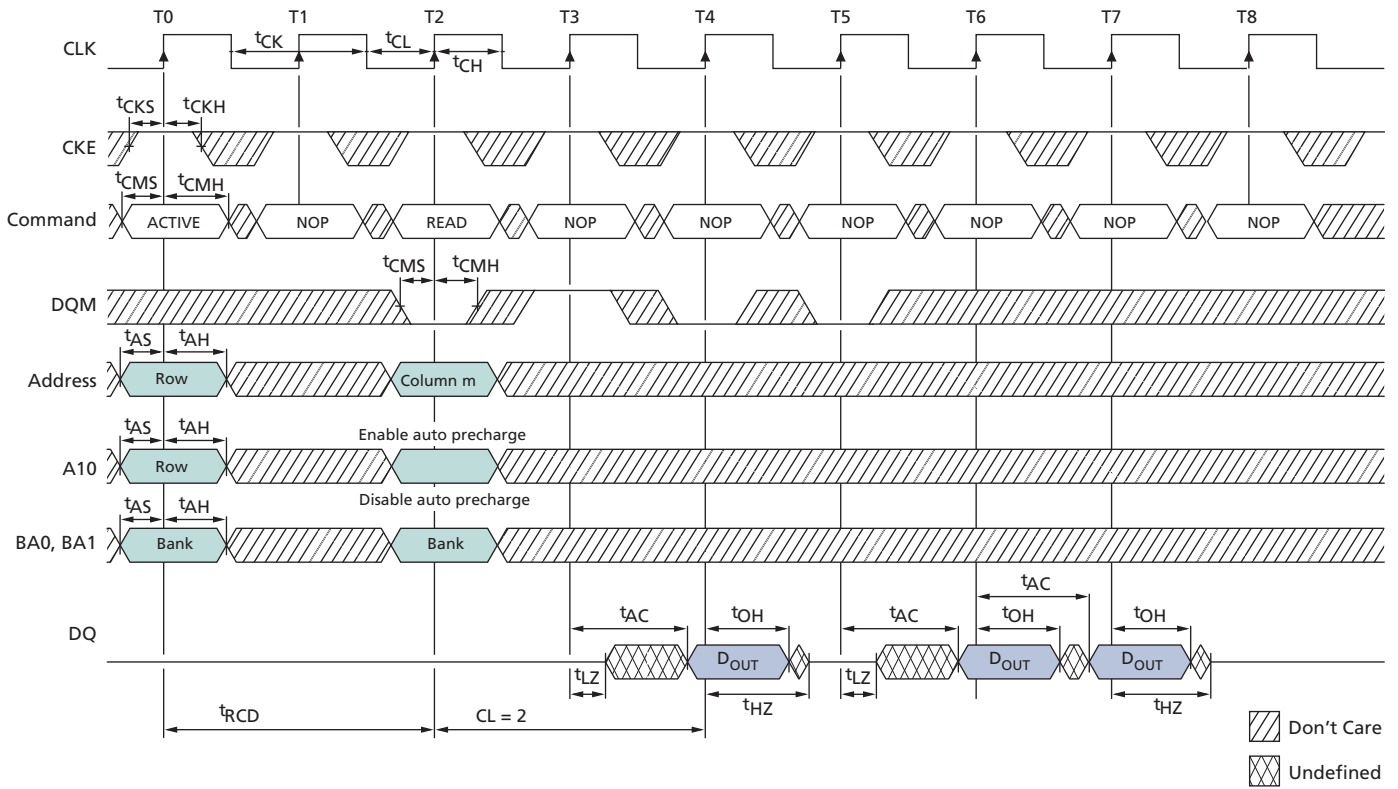 T0 T1 T2 T3 T4 T5 T6 T7 T8
CLK
tCK tCL
tCH
tCKS tCKH
CKE
tCMS tCMH
Command ACTIVE NOP READ NOP NOP NOP NOP NOP NOP
tCMS tCMH
DQM
tAS tAH
Address Row Column m
tAS tAH Enable auto precharge
A10 Row
Disable auto precharge
tAS tAH
BA0, BA1 Bank Bank
tAC
tAC tOH tAC tOH tOH
DQ
DOUT DOUT DOUT
tLZ tLZ
tHZ tHZ
tRCD CL = 2
Don't Care
Undefined